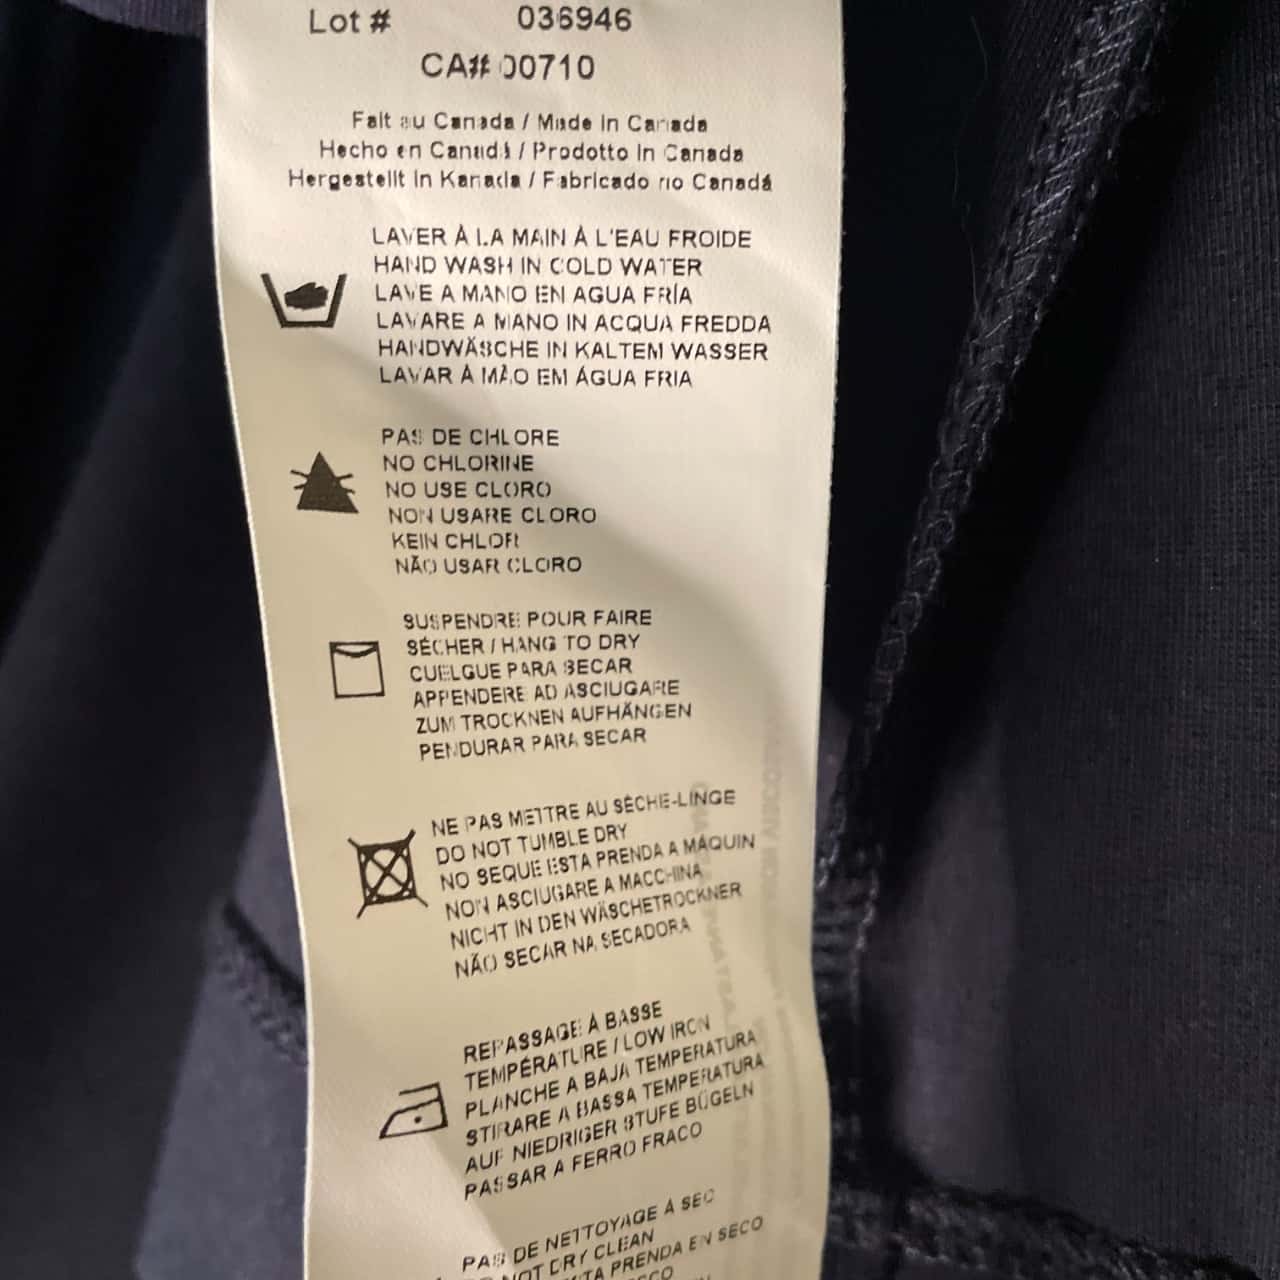 Lot # 036946
CA# 00710
Fait au Canada / Made in Canada
Hecho en Canadá / Prodotto in Canada
Hergestellt in Kanada / Fabricado no Canadá
LAVER À LA MAIN À L'EAU FROIDE
HAND WASH IN COLD WATER
LAVE A MANO EN AGUA FRÍA
LAVARE A MANO IN ACQUA FREDDA
HANDWÄSCHE IN KALTEM WASSER
LAVAR À MÃO EM ÁGUA FRIA
PAS DE CHLORE
NO CHLORINE
NO USE CLORO
NON USARE CLORO
KEIN CHLOR
NÃO USAR CLORO
SUSPENDRE POUR FAIRE
SÉCHER / HANG TO DRY
CUELGUE PARA SECAR
APPENDERE AD ASCIUGARE
ZUM TROCKNEN AUFHÄNGEN
PENDURAR PARA SECAR
NE PAS METTRE AU SÈCHE-LINGE
DO NOT TUMBLE DRY
NO SEQUE ESTA PRENDA A MÁQUIN
NON ASCIUGARE A MACCHINA
NICHT IN DEN WÄSCHETROCKNER
NÃO SECAR NA SECADORA
REPASSAGE À BASSE
TEMPÉRATURE / LOW IRON
PLANCHE A BAJA TEMPERATURA
STIRARE A BASSA TEMPERATURA
AUF NIEDRIGER STUFE BÜGELN
PASSAR A FERRO FRACO
PAS DE NETTOYAGE À SEC
NOT DRY CLEAN
PRENDA EN SECO